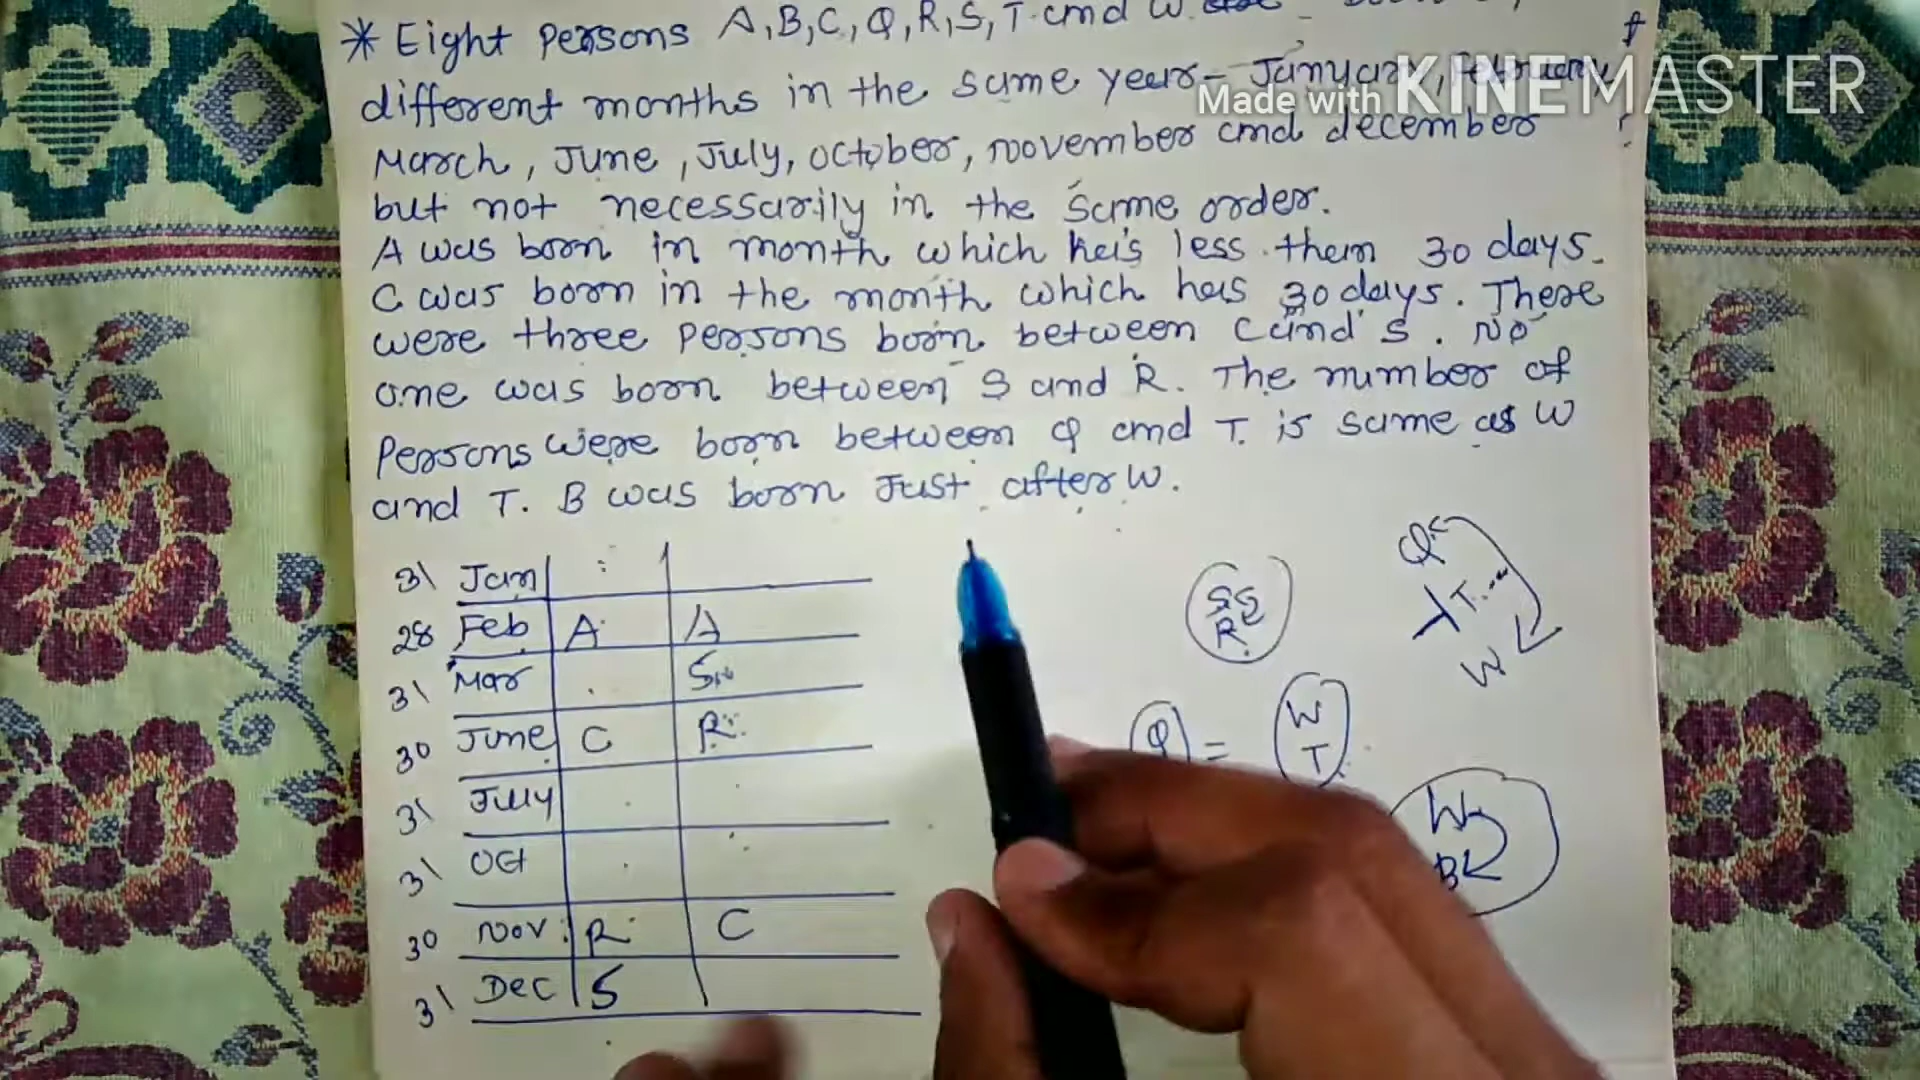 * Eight Persons A, B, C, Q, R, S, T and W
different months in the same year- January, February
March, June, July, october, november and december
but not necessarily in the same order.
A was born in month which has less than 30 days.
C was born in the month which has 30 days. There
were three Persons born between C and S. No
one was born between S and R. The number of
Persons were born between Q and T. is same as W
and T. B was born Just after W.
Made with KINEMASTER
31 Jan
28 Feb A A
31 Mar S
30 June C R
31 July
31 Oct
30 Nov R C
31 Dec S
S S
R
Q
T
W
Q = W
T
W
B